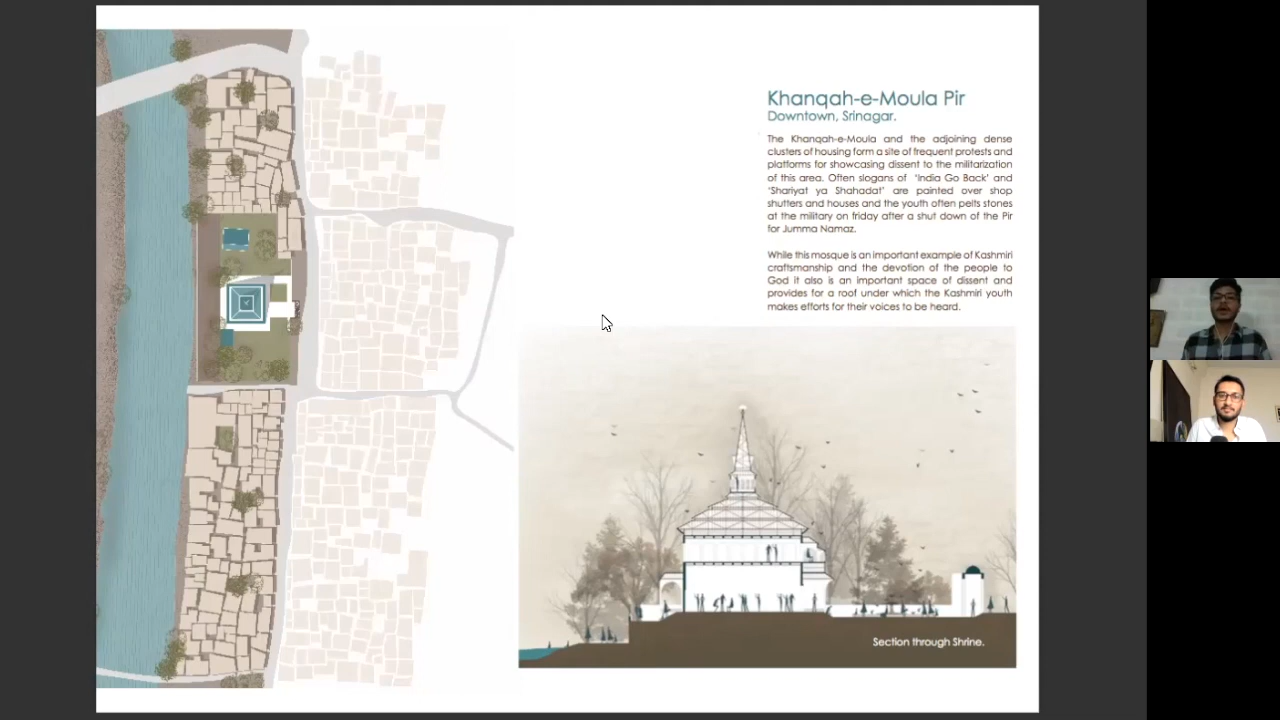 Khanqah-e-Moula Pir
Downtown, Srinagar.
The Khanqah-e-Moula and the adjoining dense
clusters of housing form a site of frequent protests and
platforms for showcasing dissent to the militarization
of this area. Often slogans of 'India Go Back' and
'Shariyat ya Shahadat' are painted over shop
shutters and houses and the youth often pelts stones
at the military on friday after a shut down of the Pir
for Jumma Namaz.
While this mosque is an important example of Kashmiri
craftsmanship and the devotion of the people to
God it also is an important space of dissent and
provides for a roof under which the Kashmiri youth
makes efforts for their voices to be heard.
Section through Shrine.